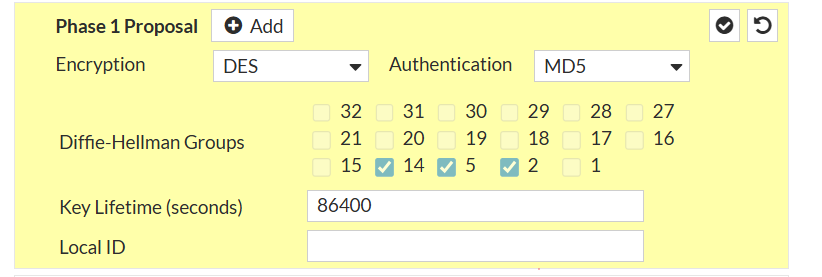 Phase 1 Proposal Add
Encryption DES Authentication MD5
32 31 30 29 28 27
Diffie-Hellman Groups 21 20 19 18 17 16
15 14 5 2 1
Key Lifetime (seconds) 86400
Local ID